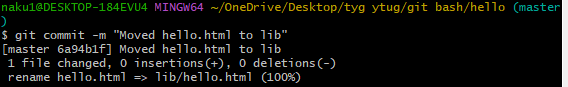 naku1@DESKTOP-184EVU4 MINGW64 ~/OneDrive/Desktop/tyg ytug/git bash/hello (master
)
$ git commit -m "Moved hello.html to lib"
[master 6a94b1f] Moved hello.html to lib
 1 file changed, 0 insertions(+), 0 deletions(-)
 rename hello.html => lib/hello.html (100%)